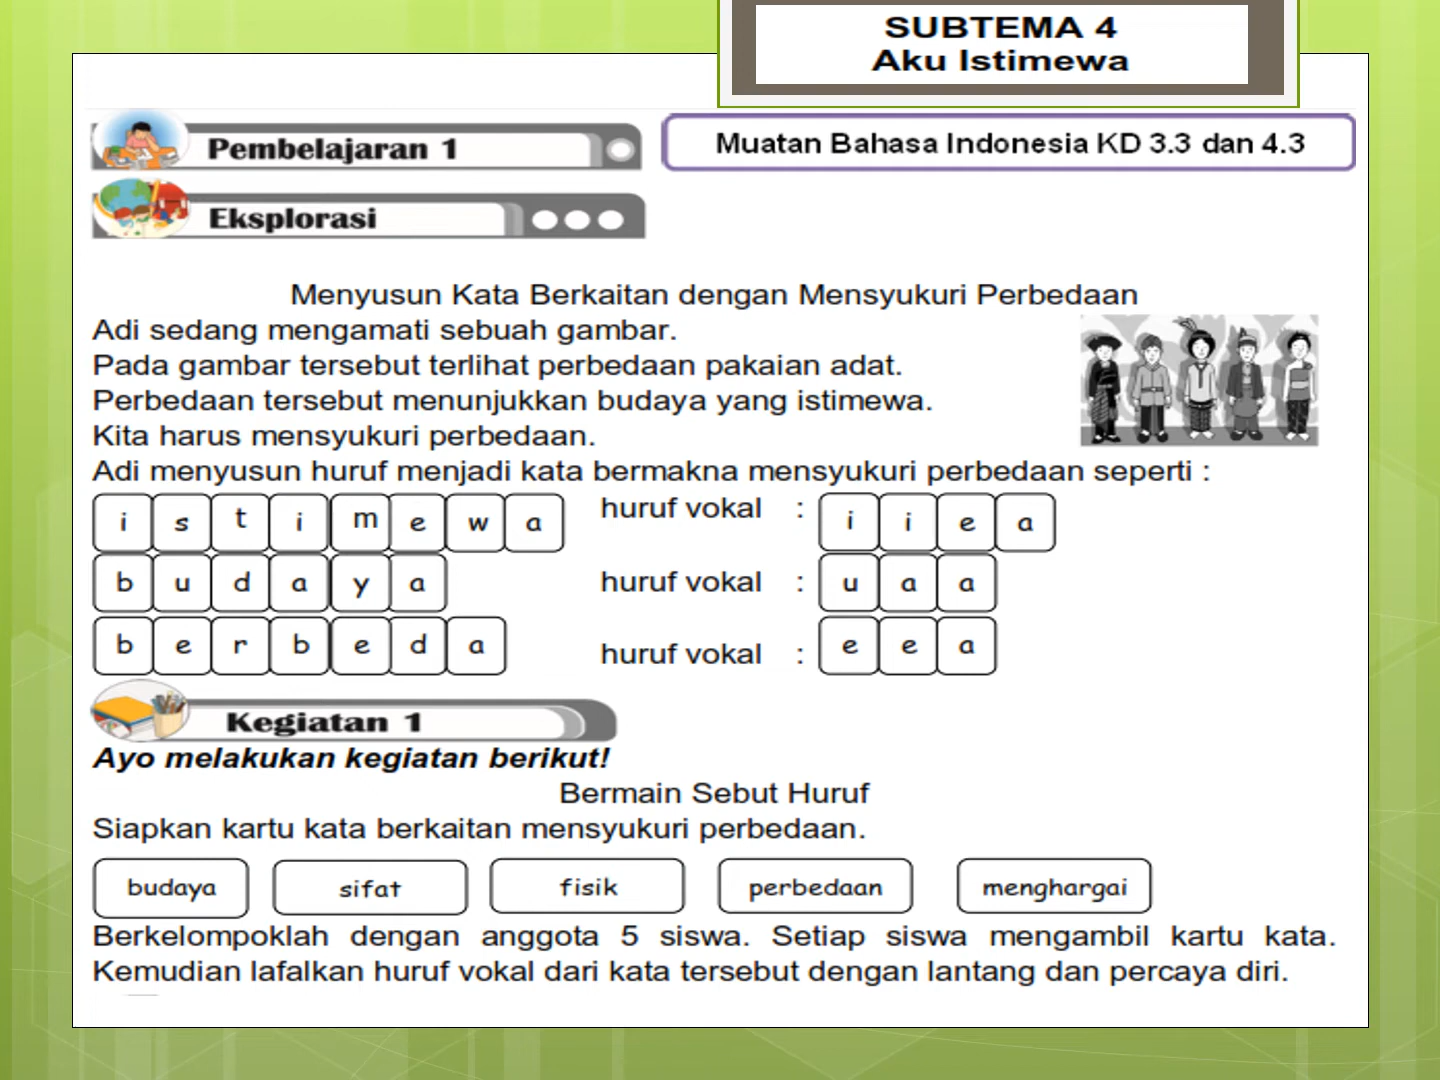 SUBTEMA 4
Aku Istimewa
Pembelajaran 1
Muatan Bahasa Indonesia KD 3.3 dan 4.3
Eksplorasi
Menyusun Kata Berkaitan dengan Mensyukuri Perbedaan
Adi sedang mengamati sebuah gambar.
Pada gambar tersebut terlihat perbedaan pakaian adat.
Perbedaan tersebut menunjukkan budaya yang istimewa.
Kita harus mensyukuri perbedaan.
Adi menyusun huruf menjadi kata bermakna mensyukuri perbedaan seperti :
i s t i m e w a huruf vokal : i i e a
b u d a y a huruf vokal : u a a
b e r b e d a huruf vokal : e e a
Kegiatan 1
Ayo melakukan kegiatan berikut!
Bermain Sebut Huruf
Siapkan kartu kata berkaitan mensyukuri perbedaan.
budaya sifat fisik perbedaan menghargai
Berkelompoklah dengan anggota 5 siswa. Setiap siswa mengambil kartu kata.
Kemudian lafalkan huruf vokal dari kata tersebut dengan lantang dan percaya diri.